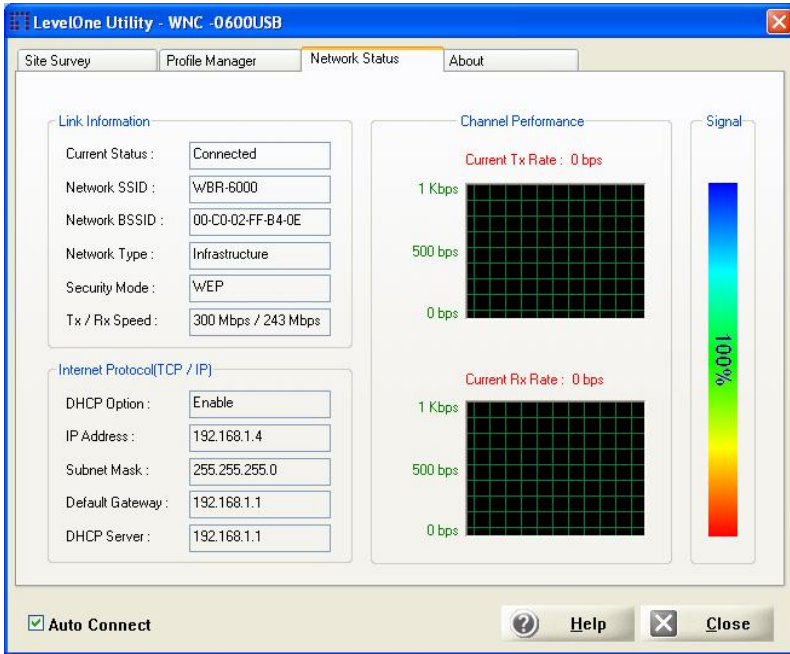 LevelOne Utility - WNC -0600USB
Site Survey
Profile Manager
Network Status
About
Link Information
Current Status : Connected
Network SSID : WBR-6000
Network BSSID : 00-C0-02-FF-B4-0E
Network Type : Infrastructure
Security Mode : WEP
Tx / Rx Speed : 300 Mbps / 243 Mbps
Internet Protocol(TCP / IP)
DHCP Option : Enable
IP Address : 192.168.1.4
Subnet Mask : 255.255.255.0
Default Gateway : 192.168.1.1
DHCP Server : 192.168.1.1
Channel Performance
Current Tx Rate : 0 bps
1 Kbps
500 bps
0 bps
Current Rx Rate : 0 bps
1 Kbps
500 bps
0 bps
Signal
100%
Auto Connect
Help
Close